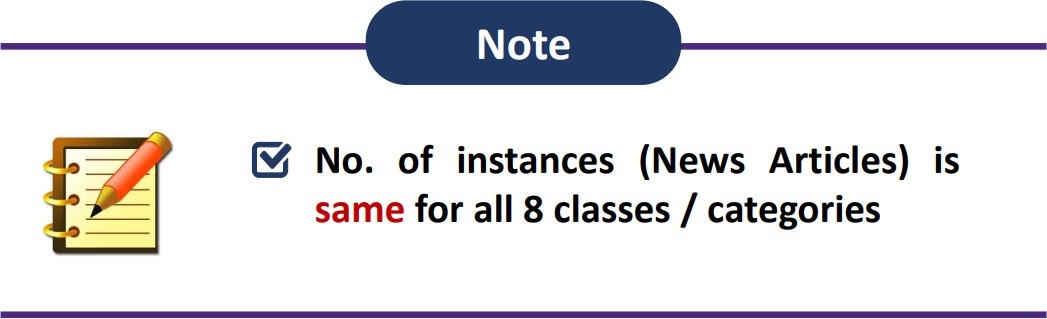 Note
No. of instances (News Articles) is
same for all 8 classes / categories